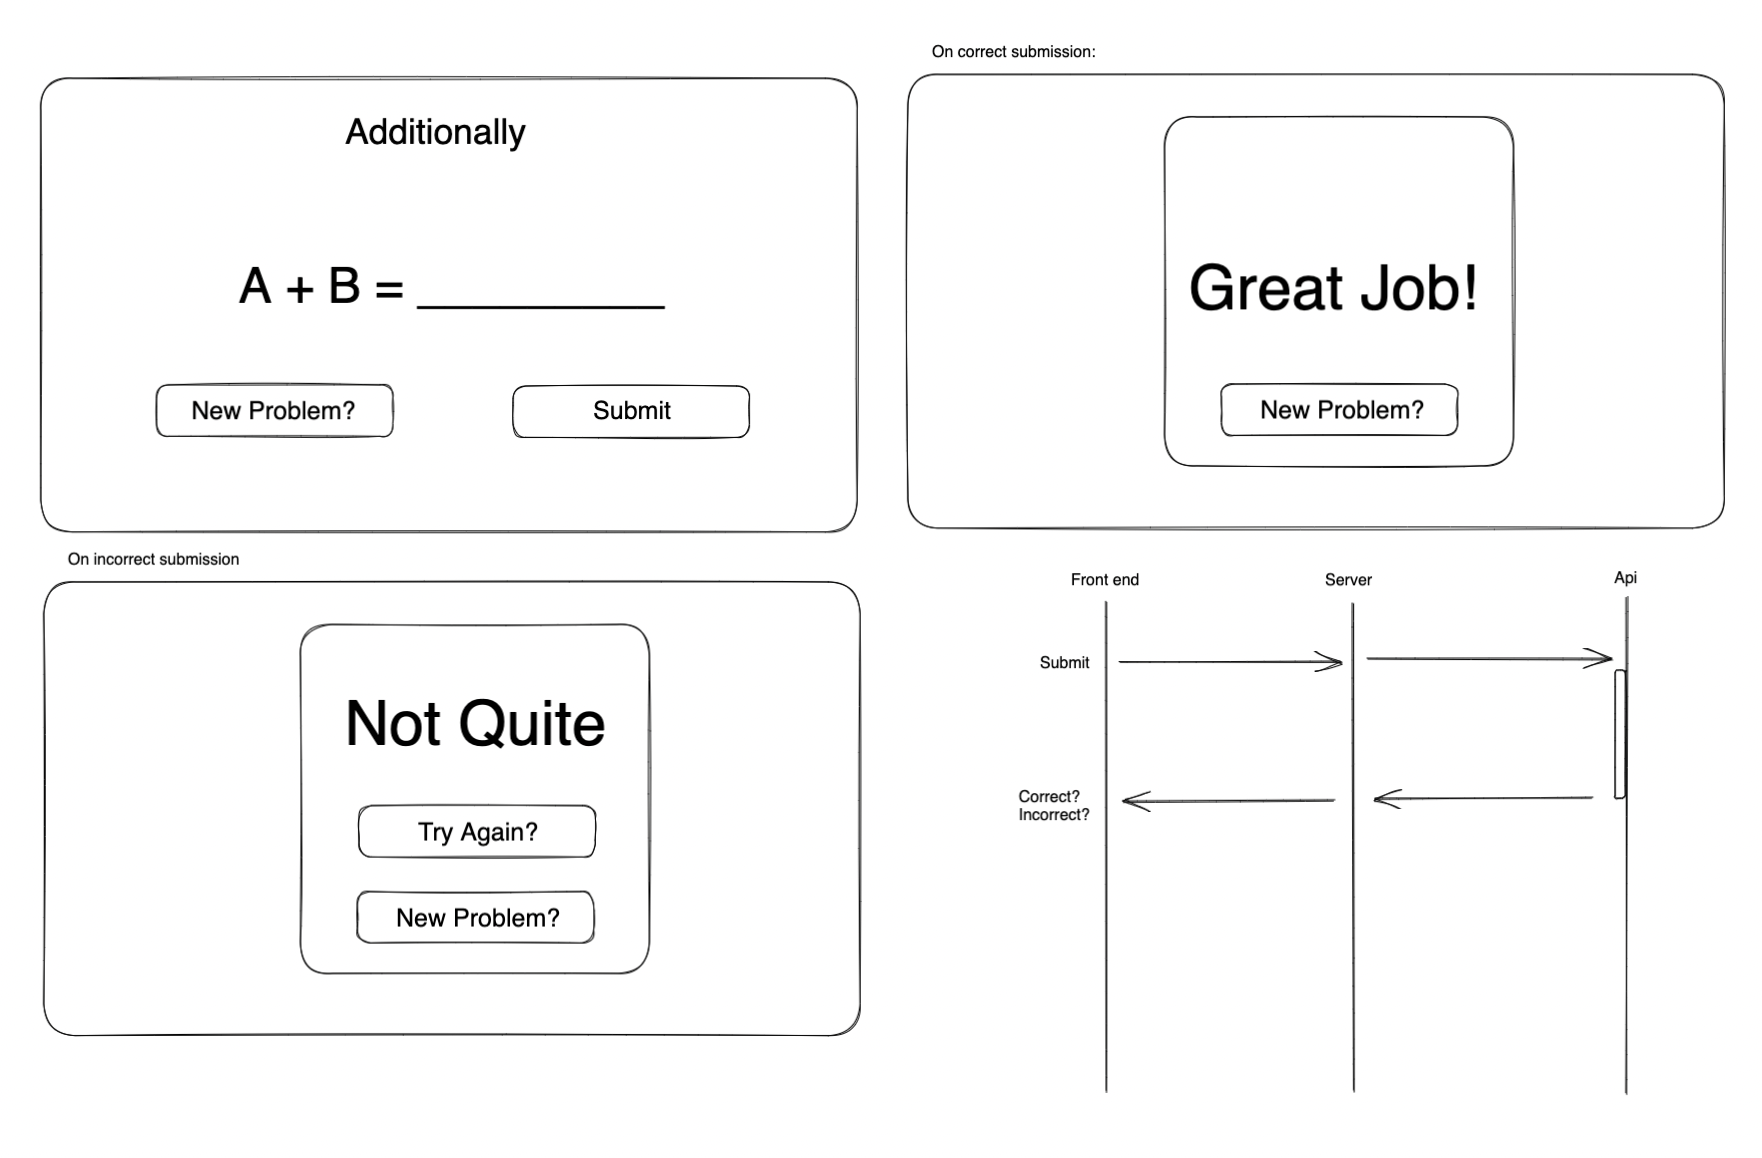 Additionally
A + B = __________
New Problem?
Submit
On correct submission:
Great Job!
New Problem?
On incorrect submission
Not Quite
Try Again?
New Problem?
Front end
Server
Api
Submit
Correct?
Incorrect?